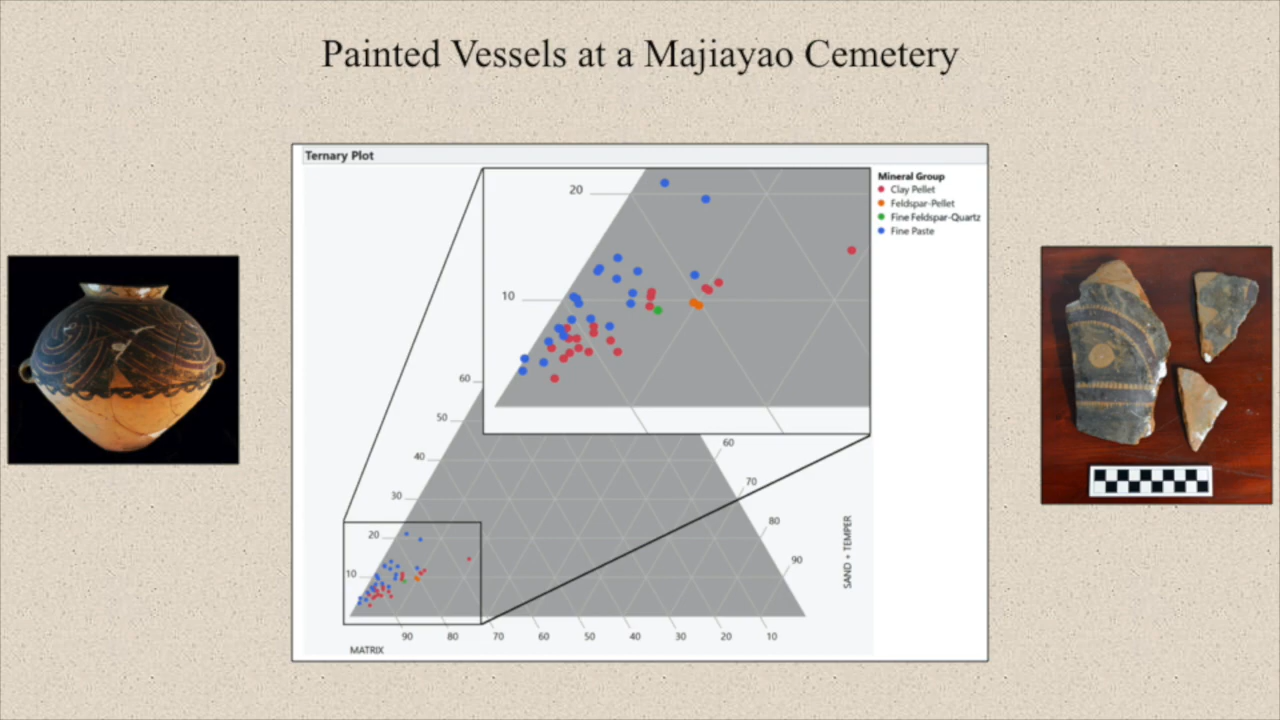 Painted Vessels at a Majiayao Cemetery
Ternary Plot
Mineral Group
Clay Pellet
Feldspar-Pellet
Fine Feldspar-Quartz
Fine Paste
20
10
60
50
40
30
20
10
60
70
80
90
SAND + TEMPER
90
80
70
60
50
40
30
20
10
MATRIX